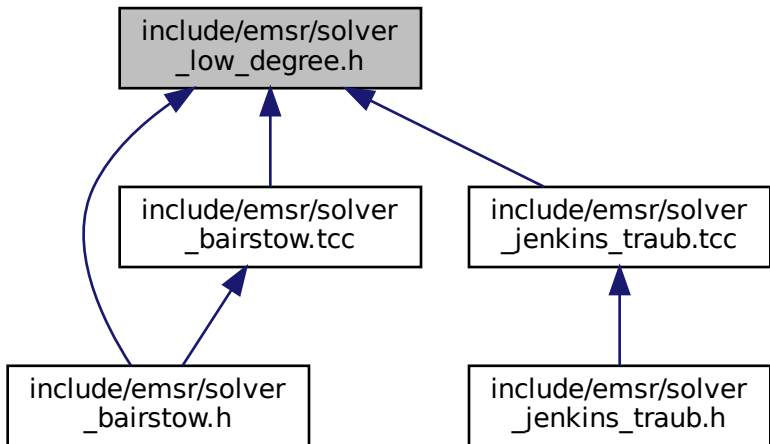 include/emsr/solver
_low_degree.h
include/emsr/solver
_bairstow.tcc
include/emsr/solver
_jenkins_traub.tcc
include/emsr/solver
_bairstow.h
include/emsr/solver
_jenkins_traub.h